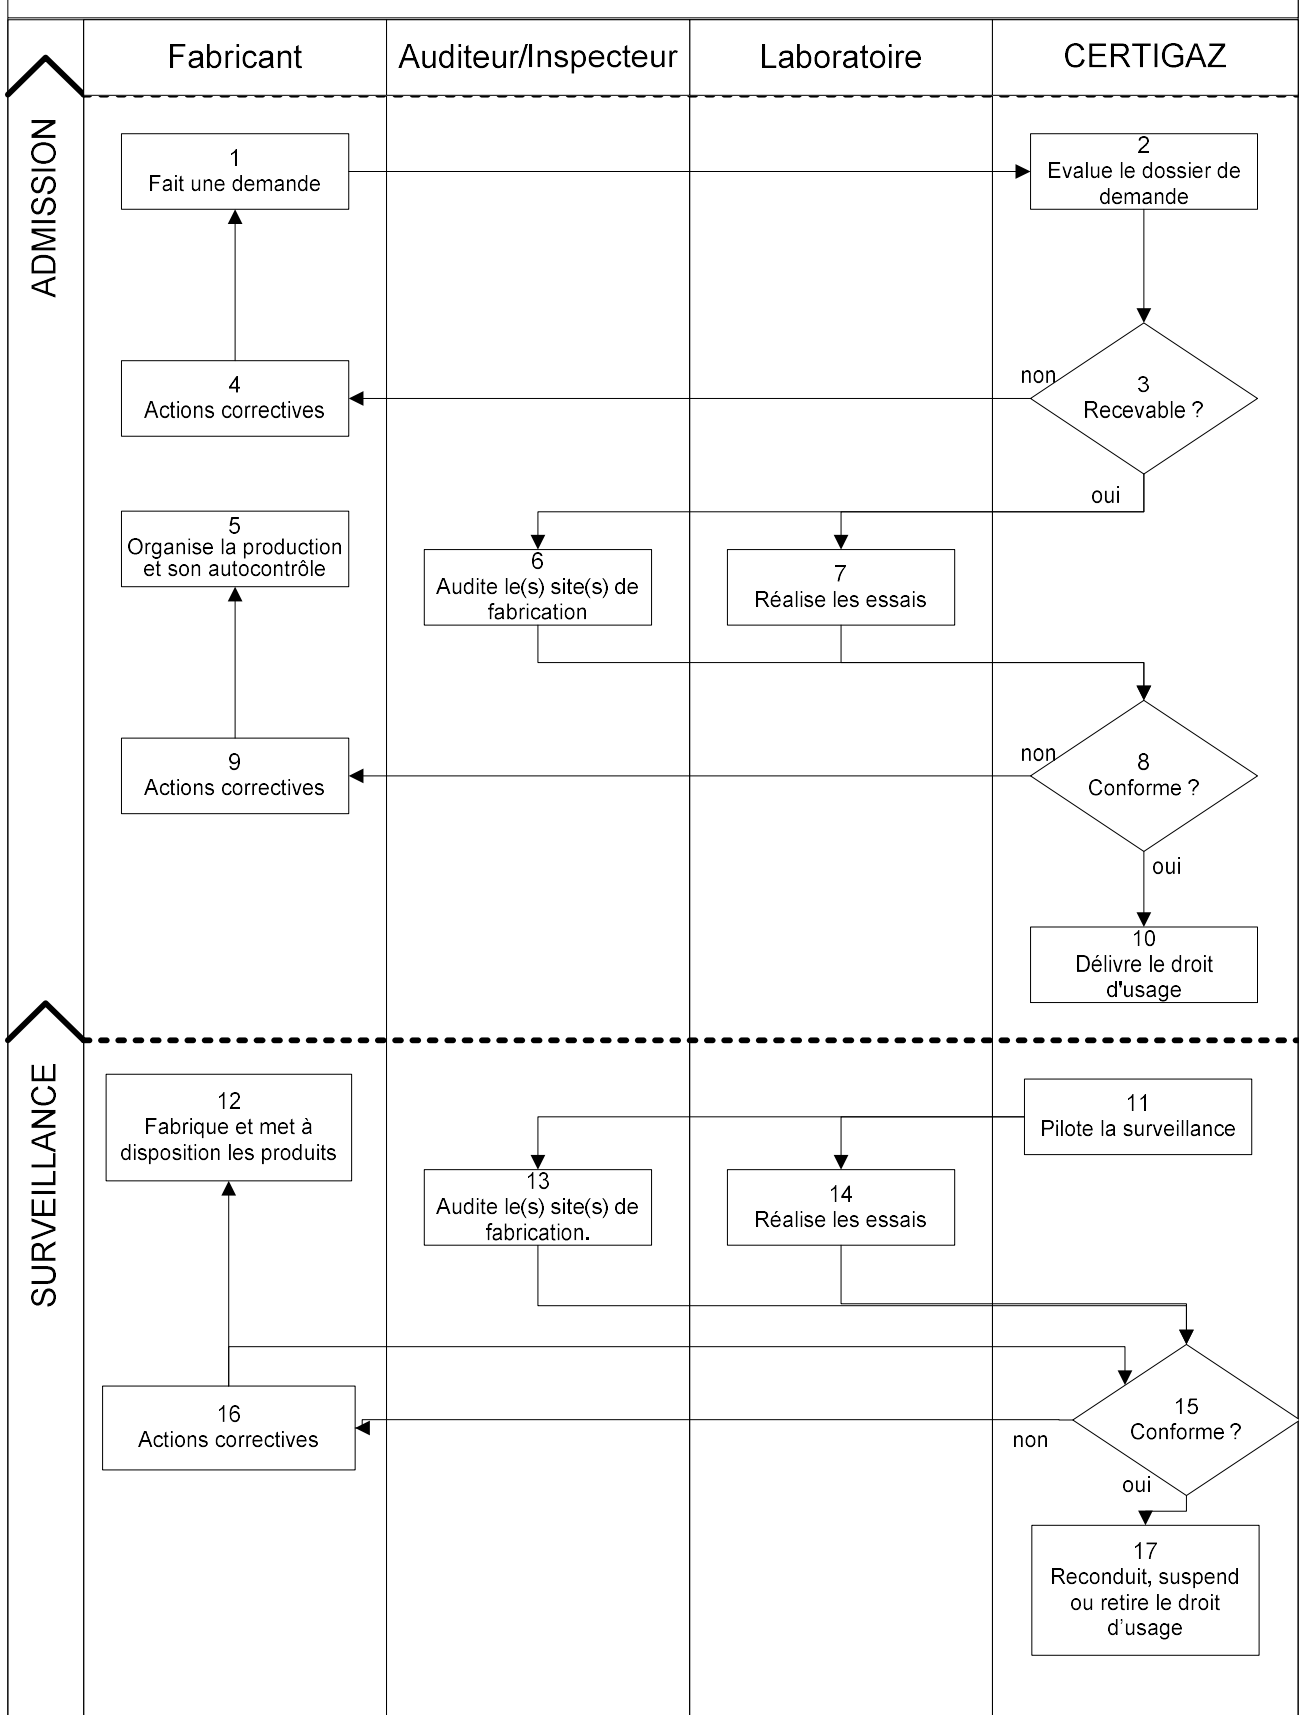 Fabricant
Auditeur/Inspecteur
Laboratoire
CERTIGAZ
ADMISSION
1
Fait une demande
2
Evalue le dossier de
demande
3
Recevable ?
non
oui
4
Actions correctives
5
Organise la production
et son autocontrôle
6
Audite le(s) site(s) de
fabrication
7
Réalise les essais
8
Conforme ?
non
oui
9
Actions correctives
10
Délivre le droit
d'usage
SURVEILLANCE
11
Pilote la surveillance
12
Fabrique et met à
disposition les produits
13
Audite le(s) site(s) de
fabrication.
14
Réalise les essais
15
Conforme ?
non
oui
16
Actions correctives
17
Reconduit, suspend
ou retire le droit
d’usage